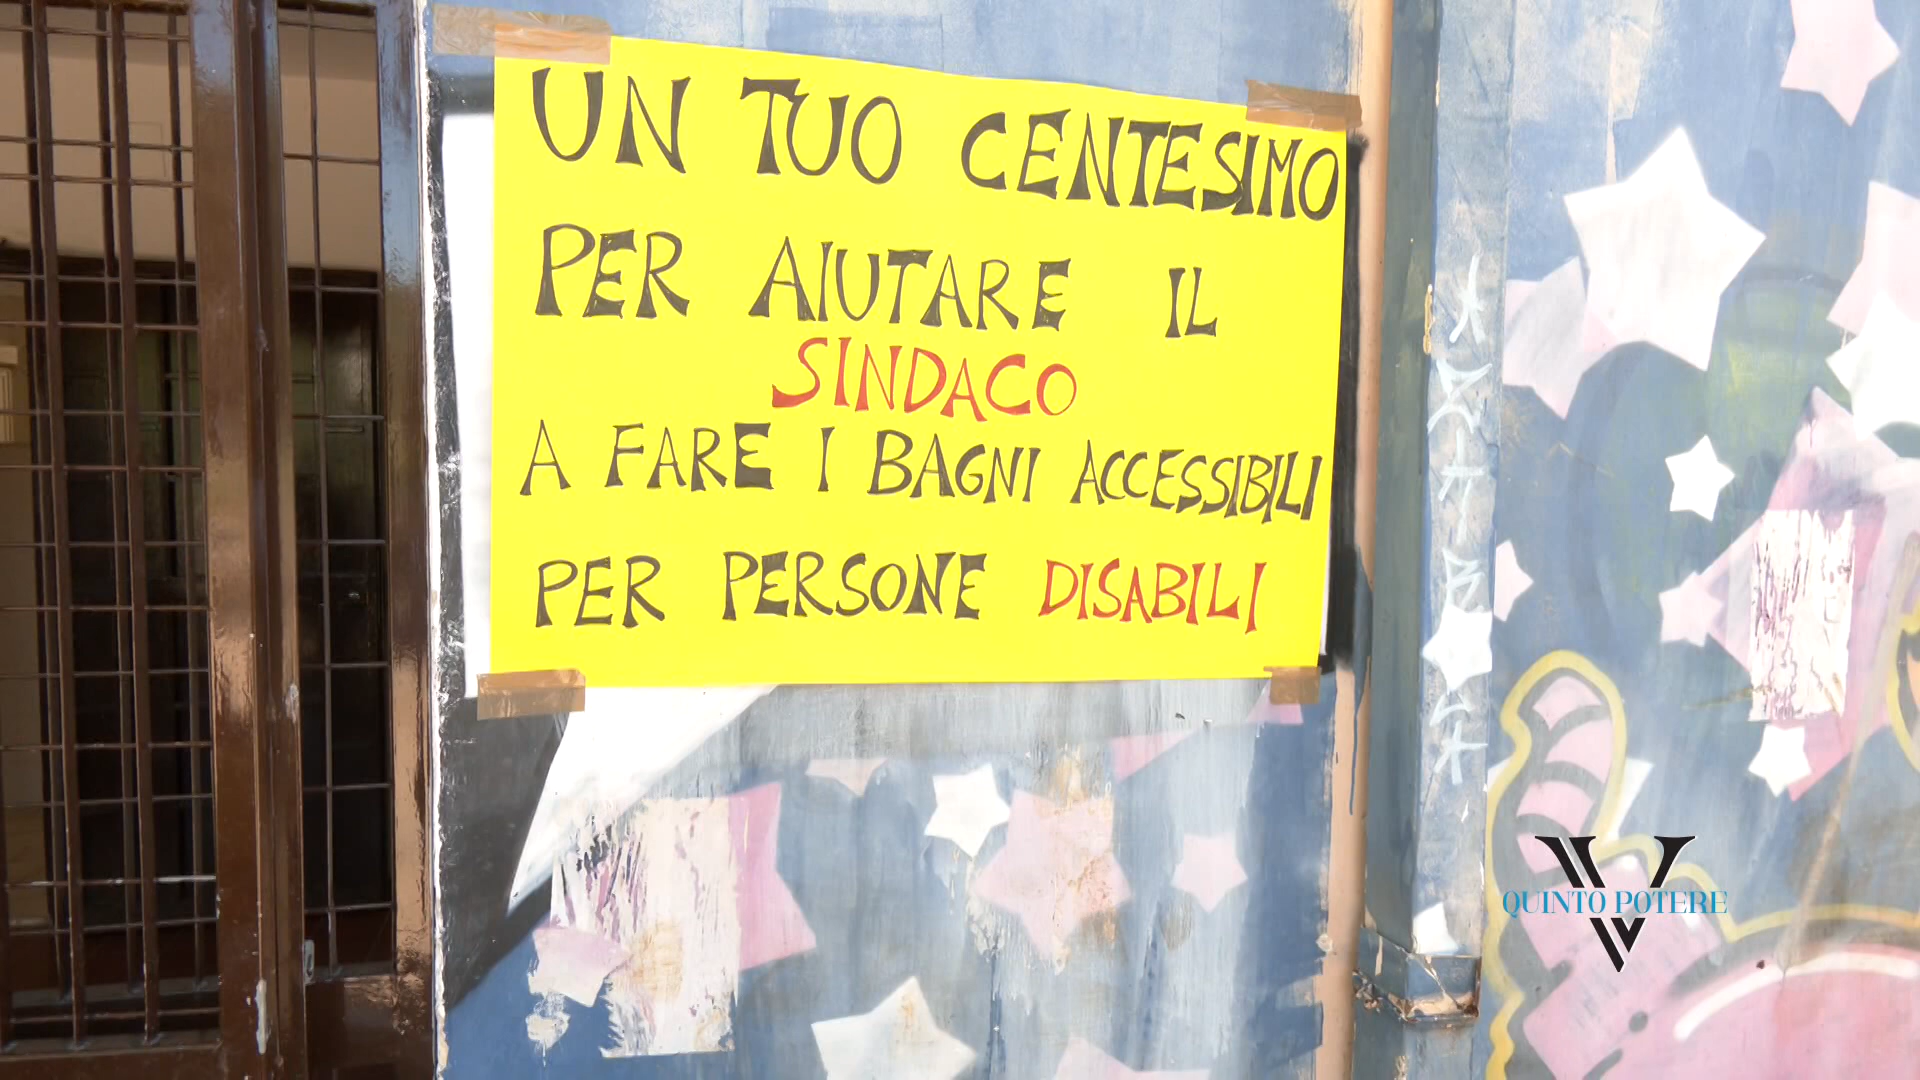 UN TUO CENTESIMO
PER AIUTARE IL
SINDACO
A FARE I BAGNI ACCESSIBILI
PER PERSONE DISABILI
V
QUINTO POTERE